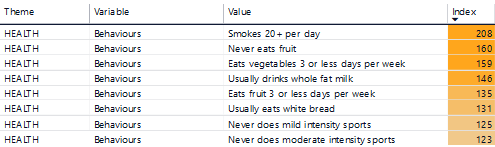 Theme Variable Value Index
HEALTH Behaviours Smokes 20+ per day 208
HEALTH Behaviours Never eats fruit 160
HEALTH Behaviours Eats vegetables 3 or less days per week 159
HEALTH Behaviours Usually drinks whole fat milk 146
HEALTH Behaviours Eats fruit 3 or less days per week 135
HEALTH Behaviours Usually eats white bread 131
HEALTH Behaviours Never does mild intensity sports 125
HEALTH Behaviours Never does moderate intensity sports 123